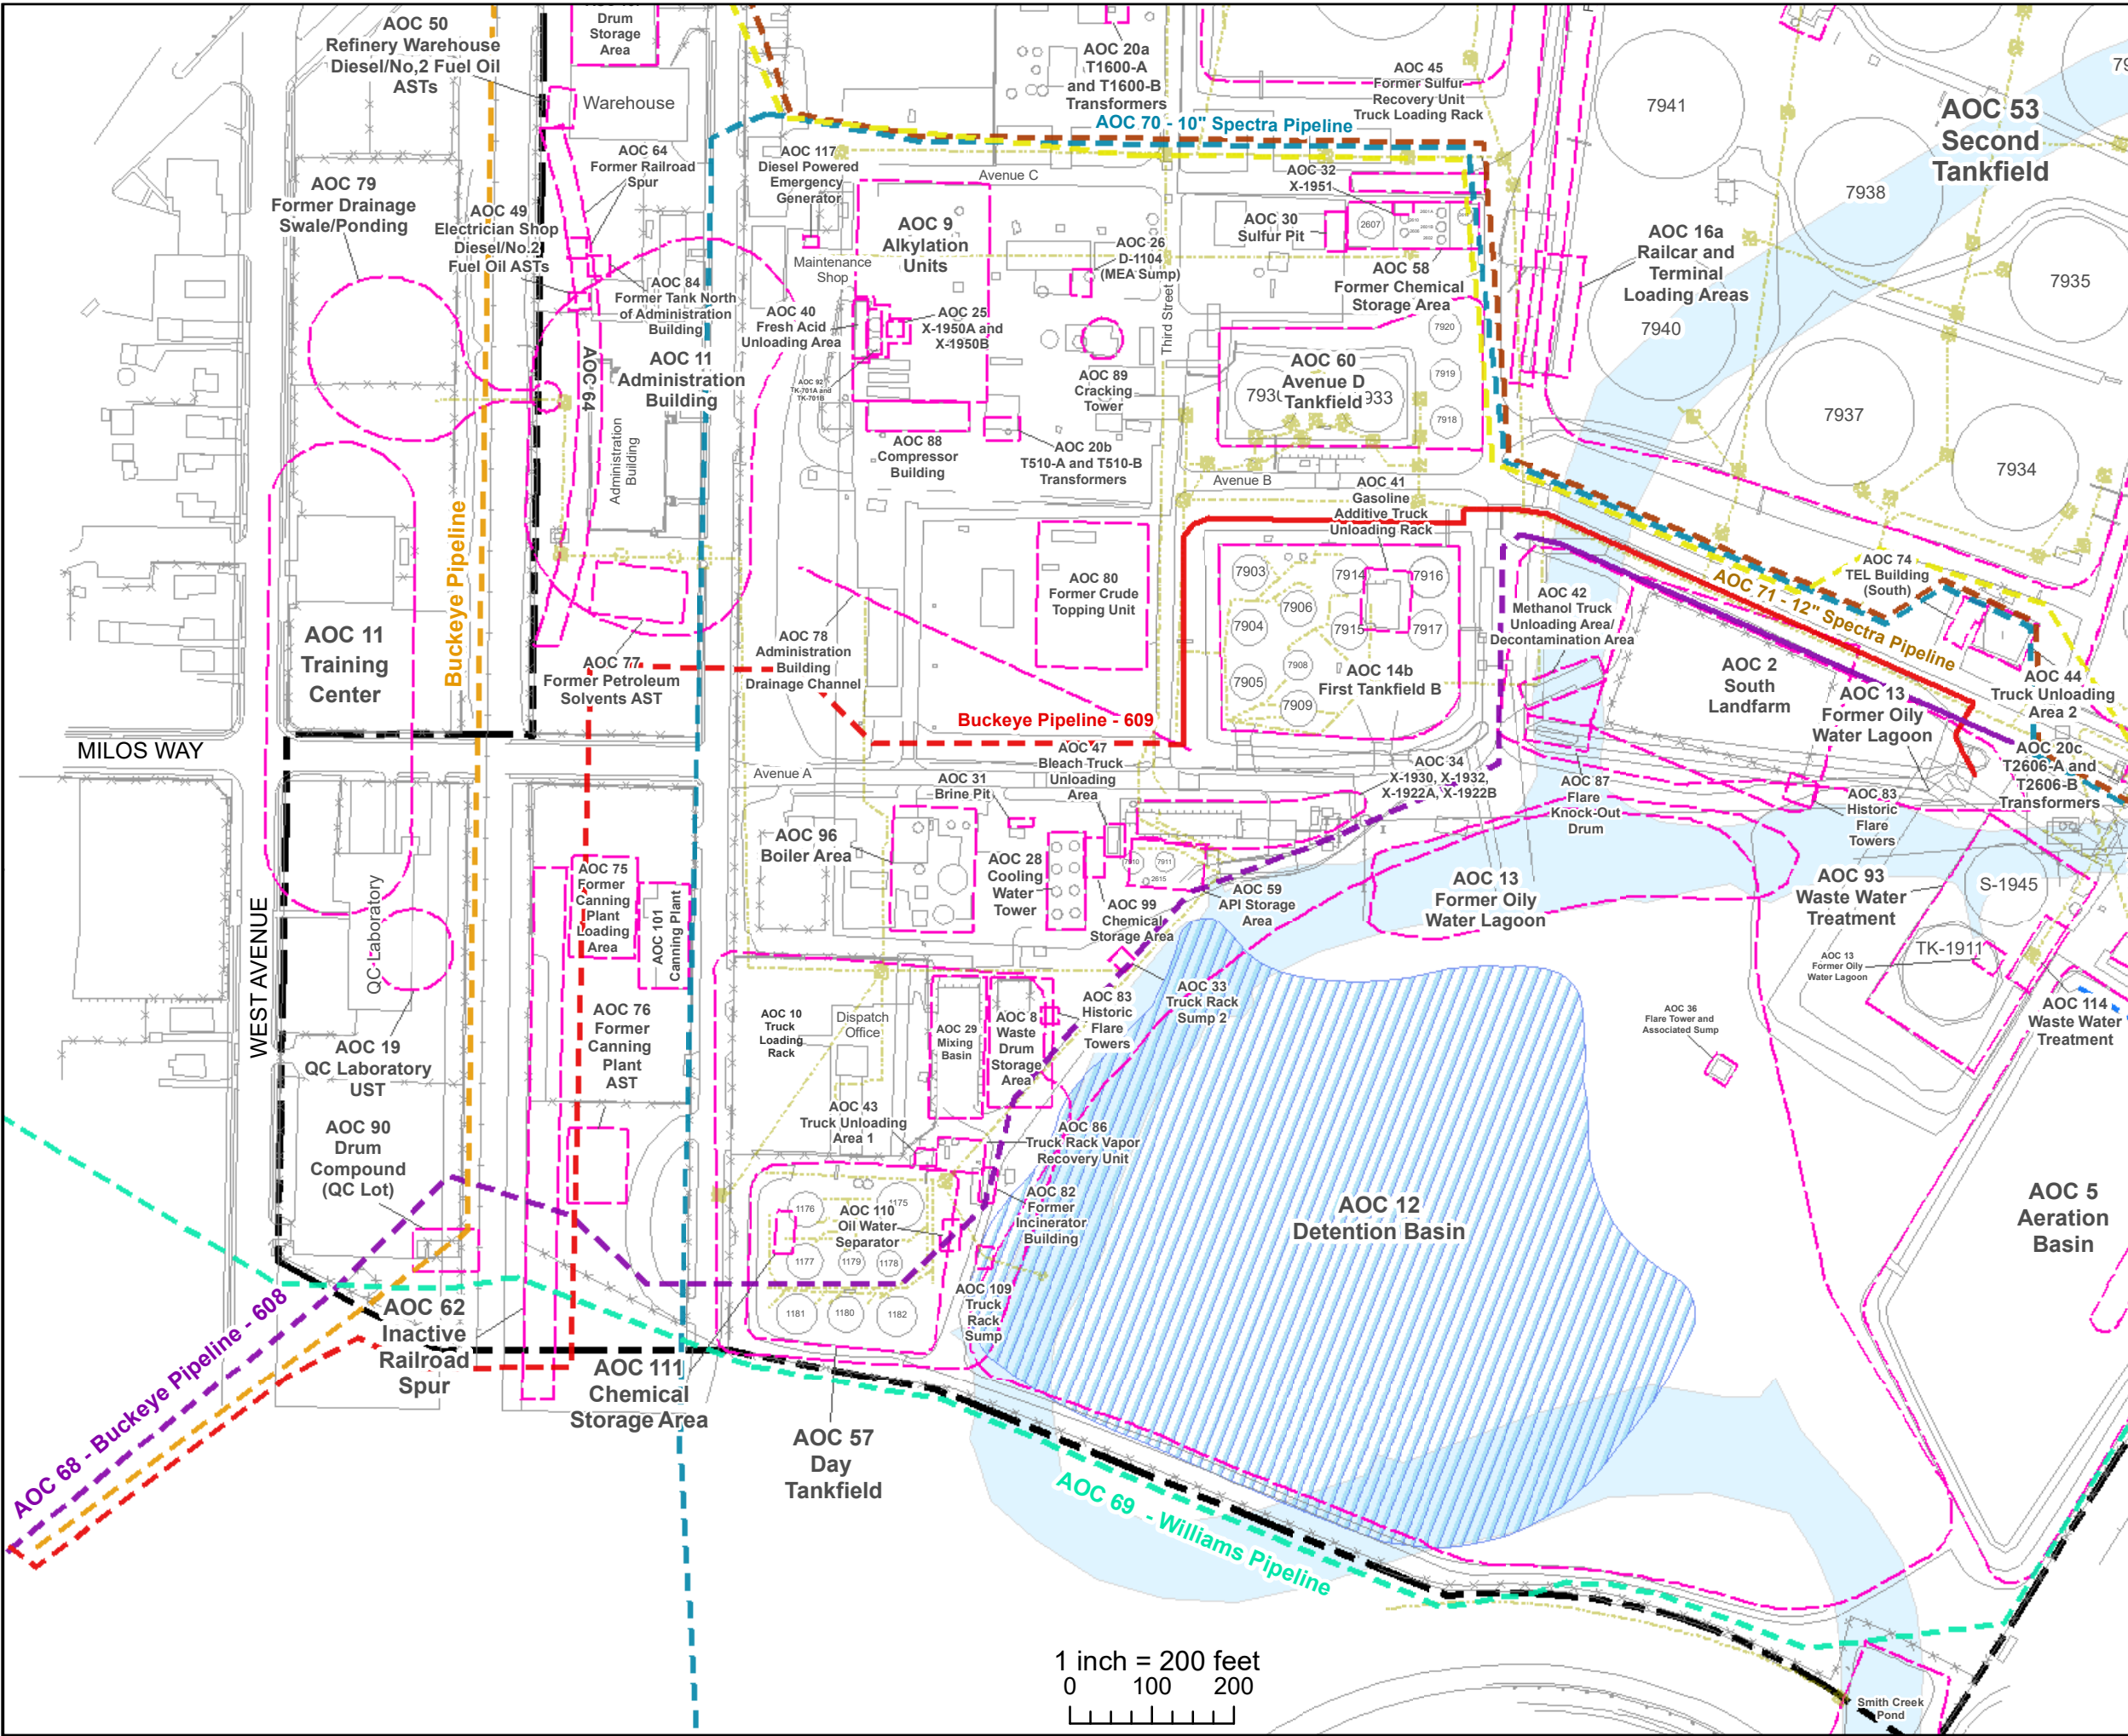 AOC 50
Refinery Warehouse
Diesel/No,2 Fuel Oil
ASTs
Drum
Storage
Area
Warehouse
AOC 20a
T1600-A
and T1600-B
Transformers
AOC 45
Former Sulfur
Recovery Unit
Truck Loading Rack
AOC 70 - 10" Spectra Pipeline
7941
AOC 53
Second
Tankfield
7938
AOC 79
Former Drainage
Swale/Ponding
AOC 64
Former Railroad
Spur
AOC 49
Electrician Shop
Diesel/No.2
Fuel Oil ASTs
AOC 117
Diesel Powered
Emergency
Generator
Avenue C
AOC 32
X-1951
AOC 30
Sulfur Pit
2607
AOC 9
Alkylation
Units
Maintenance
Shop
AOC 26
D-1104
(MEA Sump)
AOC 58
Former Chemical
Storage Area
AOC 16a
Railcar and
Terminal
Loading Areas
7935
7940
AOC 84
Former Tank North
of Administration
Building
AOC 40
Fresh Acid
Unloading Area
AOC 25
X-1950A and
X-1950B
Third Street
7920
AOC 64
AOC 11
Administration
Building
AOC 92
TK-701A and
TK-701B
AOC 89
Cracking
Tower
AOC 60
Avenue D
Tankfield
7919
7918
7937
7934
Administration
Building
AOC 88
Compressor
Building
AOC 20b
T510-A and T510-B
Transformers
Avenue B
AOC 41
Gasoline
Additive Truck
Unloading Rack
Buckeye Pipeline
AOC 80
Former Crude
Topping Unit
7903
7914
7916
7906
7904
7915
7917
7908
7905
7909
AOC 14b
First Tankfield B
AOC 42
Methanol Truck
Unloading Area/
Decontamination Area
AOC 74
TEL Building
(South)
AOC 71 - 12" Spectra Pipeline
AOC 11
Training
Center
AOC 77
Former Petroleum
Solvents AST
AOC 78
Administration
Building
Drainage Channel
AOC 2
South
Landfarm
AOC 13
Former Oily
Water Lagoon
AOC 44
Truck Unloading
Area 2
Buckeye Pipeline - 609
MILOS WAY
AOC 20c
T2606-A and
T2606-B
Transformers
Avenue A
AOC 31
Brine Pit
AOC 47
Bleach Truck
Unloading
Area
AOC 34
X-1930, X-1932,
X-1922A, X-1922B
AOC 87
Flare
Knock-Out
Drum
AOC 83
Historic
Flare
Towers
AOC 96
Boiler Area
AOC 28
Cooling
Water
Tower
7910
7911
2615
AOC 59
API Storage
Area
AOC 99
Chemical
Storage Area
AOC 13
Former Oily
Water Lagoon
AOC 93
Waste Water
Treatment
S-1945
TK-1911
AOC 13
Former Oily
Water Lagoon
AOC 75
Former
Canning
Plant
Loading
Area
AOC 101
Canning Plant
QC Laboratory
WEST AVENUE
AOC 19
QC Laboratory
UST
AOC 76
Former
Canning
Plant
AST
AOC 10
Truck
Loading
Rack
Dispatch
Office
AOC 29
Mixing
Basin
AOC 8
Waste
Drum
Storage
Area
AOC 83
Historic
Flare
Towers
AOC 33
Truck Rack
Sump 2
AOC 36
Flare Tower and
Associated Sump
AOC 114
Waste Water
Treatment
AOC 90
Drum
Compound
(QC Lot)
AOC 43
Truck Unloading
Area 1
AOC 86
Truck Rack Vapor
Recovery Unit
AOC 82
Former
Incinerator
Building
1176
1175
AOC 110
Oil Water
Separator
1177
1179
1178
1181
1180
1182
AOC 109
Truck
Rack
Sump
AOC 12
Detention Basin
AOC 5
Aeration
Basin
AOC 68 - Buckeye Pipeline - 608
AOC 62
Inactive
Railroad
Spur
AOC 111
Chemical
Storage Area
AOC 57
Day
Tankfield
AOC 69 - Williams Pipeline
1 inch = 200 feet
0 100 200
Smith Creek
Pond